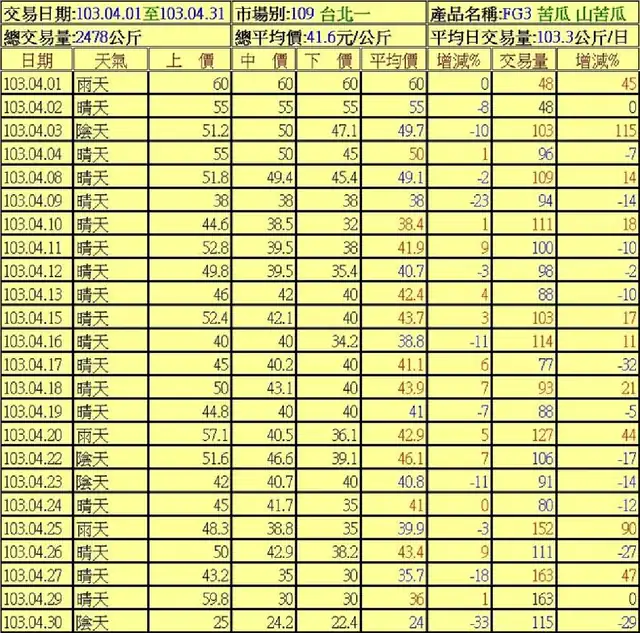 交易日期:103.04.01至103.04.31 市場別:109 台北一 產品名稱:FG3 苦瓜 山苦瓜
總交易量:2478公斤 總平均價:41.6元/公斤 平均日交易量:103.3公斤/日
日期 天氣 上 價 中 價 下 價 平均價 增減% 交易量 增減%
103.04.01 雨天 60 60 60 60 0 48 45
103.04.02 晴天 55 55 55 55 -8 48 0
103.04.03 陰天 51.2 50 47.1 49.7 -10 103 115
103.04.04 晴天 55 50 45 50 1 96 -7
103.04.08 晴天 51.8 49.4 45.4 49.1 -2 109 14
103.04.09 晴天 38 38 38 38 -23 94 -14
103.04.10 晴天 44.6 38.5 32 38.4 1 111 18
103.04.11 晴天 52.8 39.5 38 41.9 9 100 -10
103.04.12 晴天 49.8 39.5 35.4 40.7 -3 98 -2
103.04.13 晴天 46 42 40 42.4 4 88 -10
103.04.15 晴天 52.4 42.1 40 43.7 3 103 17
103.04.16 晴天 40 40 34.2 38.8 -11 114 11
103.04.17 晴天 45 40.2 40 41.1 6 77 -32
103.04.18 晴天 50 43.1 40 43.9 7 93 21
103.04.19 晴天 44.8 40 40 41 -7 88 -5
103.04.20 雨天 57.1 40.5 36.1 42.9 5 127 44
103.04.22 陰天 51.6 46.6 39.1 46.1 7 106 -17
103.04.23 陰天 42 40.7 40 40.8 -11 91 -14
103.04.24 晴天 45 41.7 35 41 0 80 -12
103.04.25 雨天 48.3 38.8 35 39.9 -3 152 90
103.04.26 晴天 50 42.9 38.2 43.4 9 111 -27
103.04.27 晴天 43.2 35 30 35.7 -18 163 47
103.04.29 晴天 59.8 30 30 36 1 163 0
103.04.30 陰天 25 24.2 22.4 24 -33 115 -29